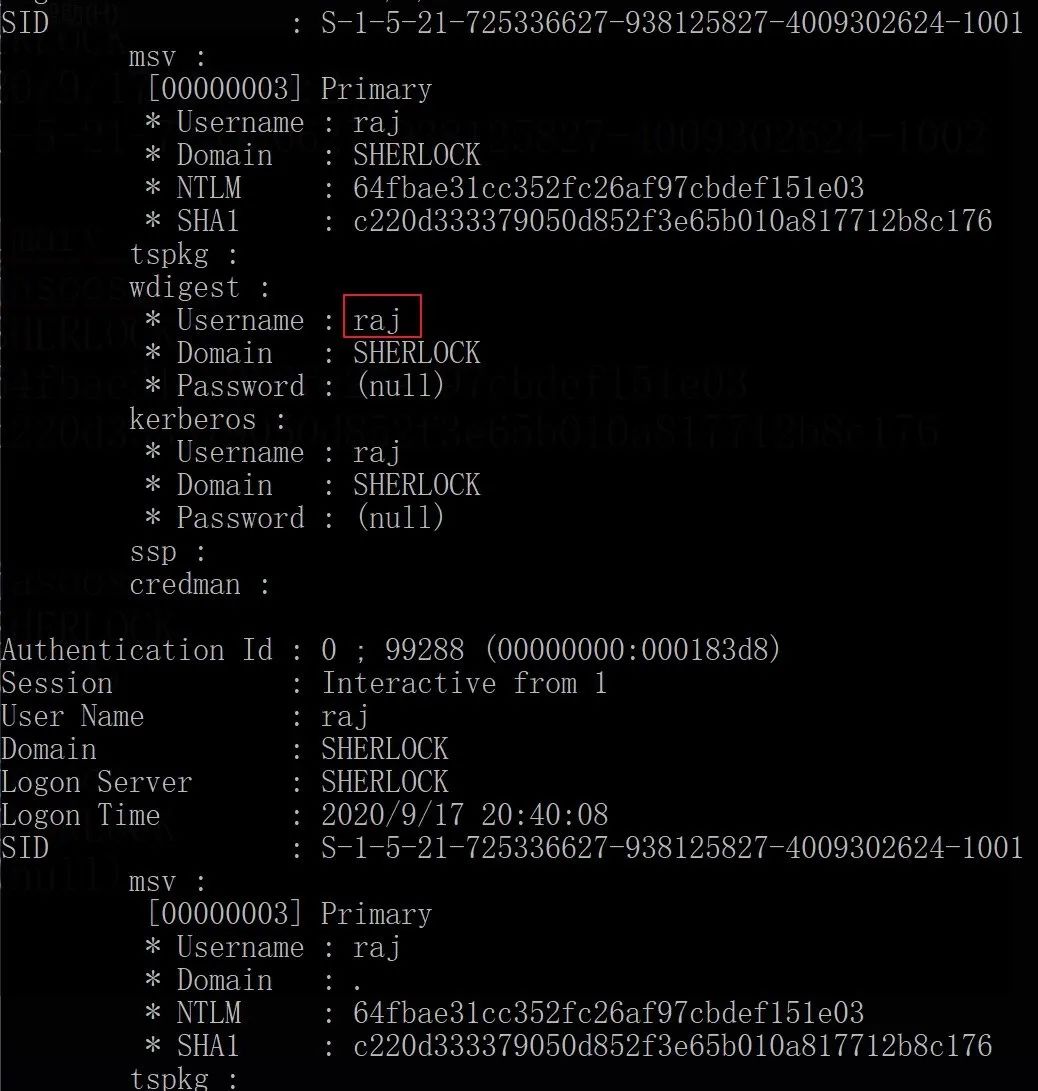 SID : S-1-5-21-725336627-938125827-4009302624-1001
msv :
[00000003] Primary
* Username : raj
* Domain : SHERLOCK
* NTLM : 64fbae31cc352fc26af97cbdef151e03
* SHA1 : c220d333379050d852f3e65b010a817712b8c176
tspkg :
wdigest :
* Username : raj
* Domain : SHERLOCK
* Password : (null)
kerberos :
* Username : raj
* Domain : SHERLOCK
* Password : (null)
ssp :
credman :
Authentication Id : 0 ; 99288 (00000000:000183d8)
Session : Interactive from 1
User Name : raj
Domain : SHERLOCK
Logon Server : SHERLOCK
Logon Time : 2020/9/17 20:40:08
SID : S-1-5-21-725336627-938125827-4009302624-1001
msv :
[00000003] Primary
* Username : raj
* Domain : .
* NTLM : 64fbae31cc352fc26af97cbdef151e03
* SHA1 : c220d333379050d852f3e65b010a817712b8c176
tspkg :